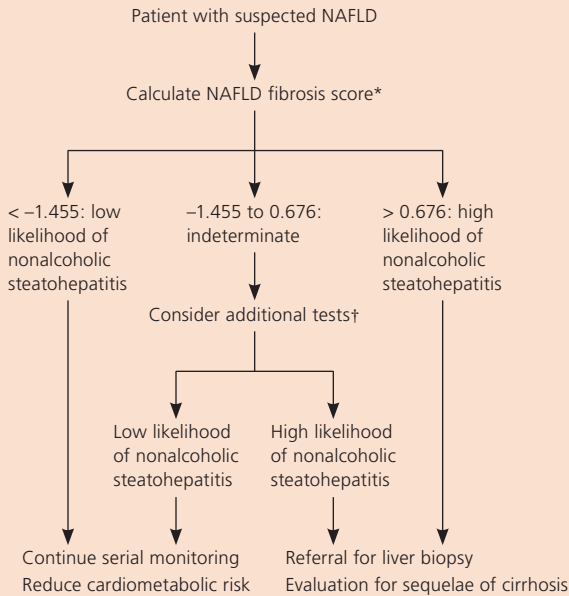 Patient with suspected NAFLD
Calculate NAFLD fibrosis score*
< –1.455: low
likelihood of
nonalcoholic
steatohepatitis
–1.455 to 0.676:
indeterminate
> 0.676: high
likelihood of
nonalcoholic
steatohepatitis
Consider additional tests†
Low likelihood
of nonalcoholic
steatohepatitis
High likelihood
of nonalcoholic
steatohepatitis
Continue serial monitoring
Reduce cardiometabolic risk
Referral for liver biopsy
Evaluation for sequelae of cirrhosis